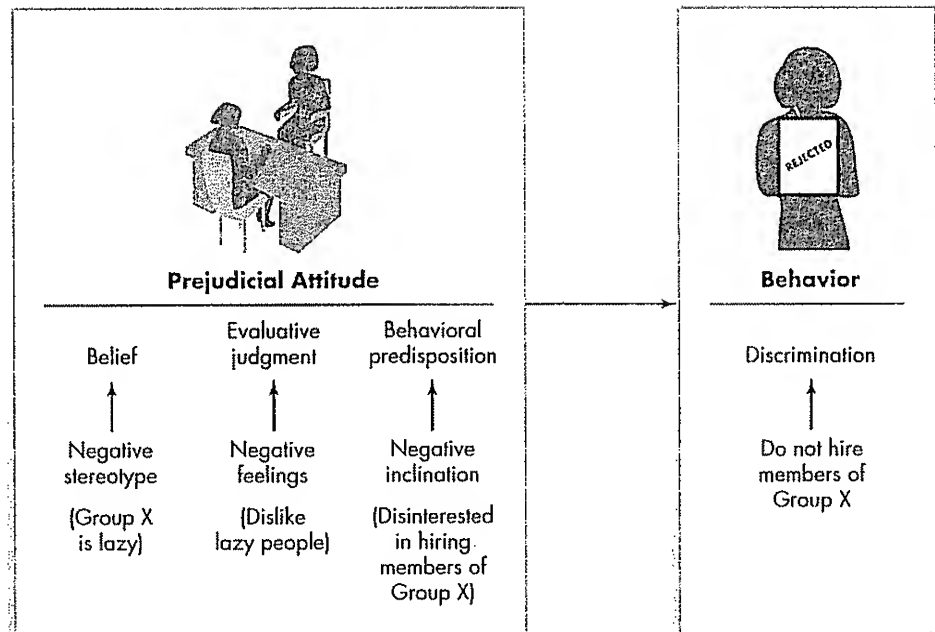 REJECTED
Prejudicial Attitude
Behavior
Belief
Evaluative
judgment
Behavioral
predisposition
Discrimination
Negative
stereotype
Negative
feelings
Negative
inclination
Do not hire
members of
Group X
(Group X
is lazy)
(Dislike
lazy people)
(Disinterested
in hiring
members of
Group X)